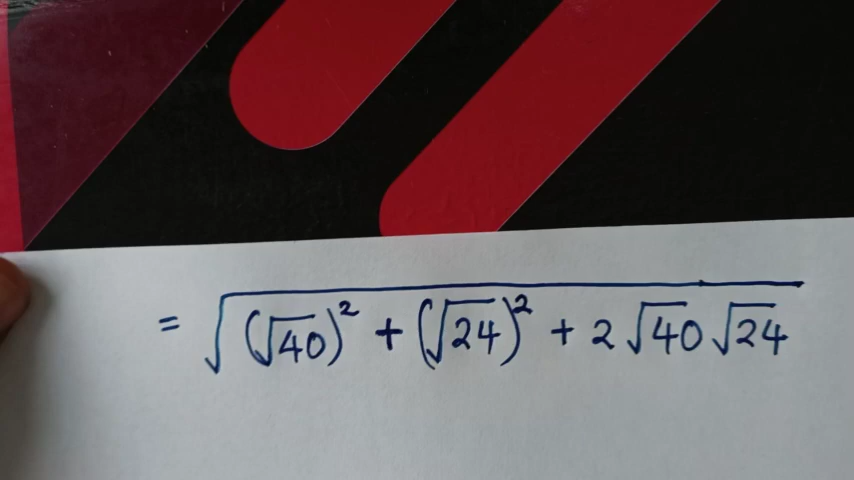 = √((√40)² + (√24)² + 2√40√24)